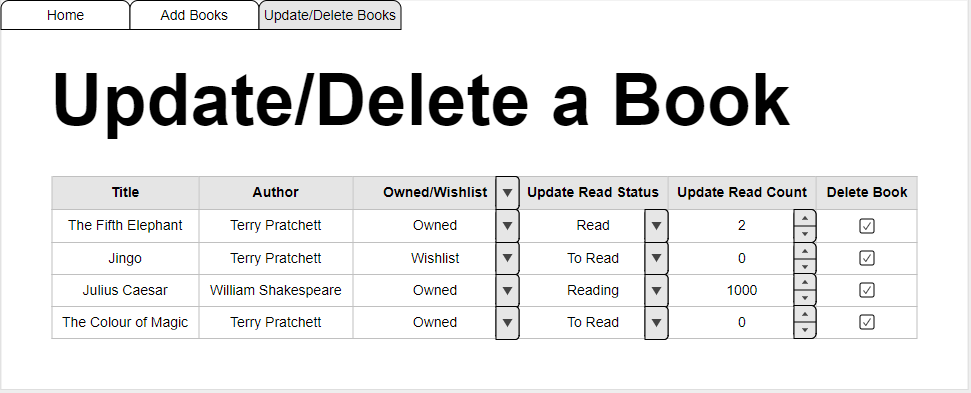 Home Add Books Update/Delete Books
Update/Delete a Book
Title Author Owned/Wishlist Update Read Status Update Read Count Delete Book
The Fifth Elephant Terry Pratchett Owned Read 2
Jingo Terry Pratchett Wishlist To Read 0
Julius Caesar William Shakespeare Owned Reading 1000
The Colour of Magic Terry Pratchett Owned To Read 0